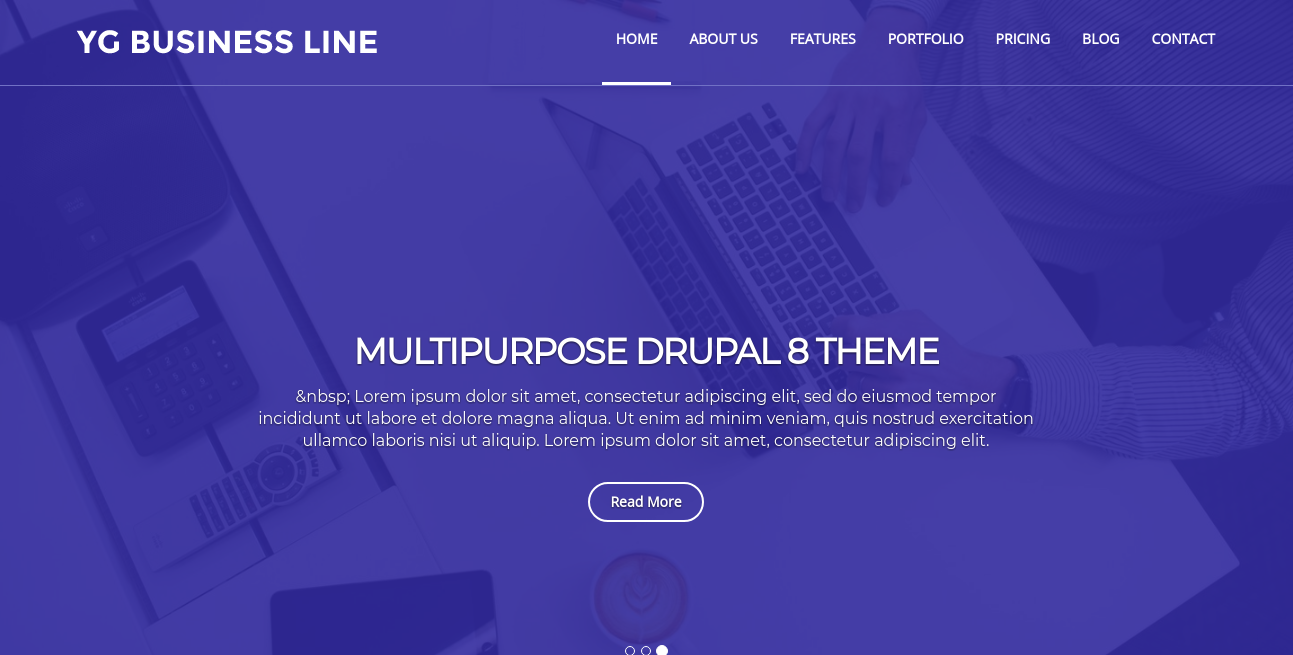 YG BUSINESS LINE
HOME ABOUT US FEATURES PORTFOLIO PRICING BLOG CONTACT
MULTIPURPOSE DRUPAL 8 THEME
&nbsp; Lorem ipsum dolor sit amet, consectetur adipiscing elit, sed do eiusmod tempor
incididunt ut labore et dolore magna aliqua. Ut enim ad minim veniam, quis nostrud exercitation
ullamco laboris nisi ut aliquip. Lorem ipsum dolor sit amet, consectetur adipiscing elit.
Read More